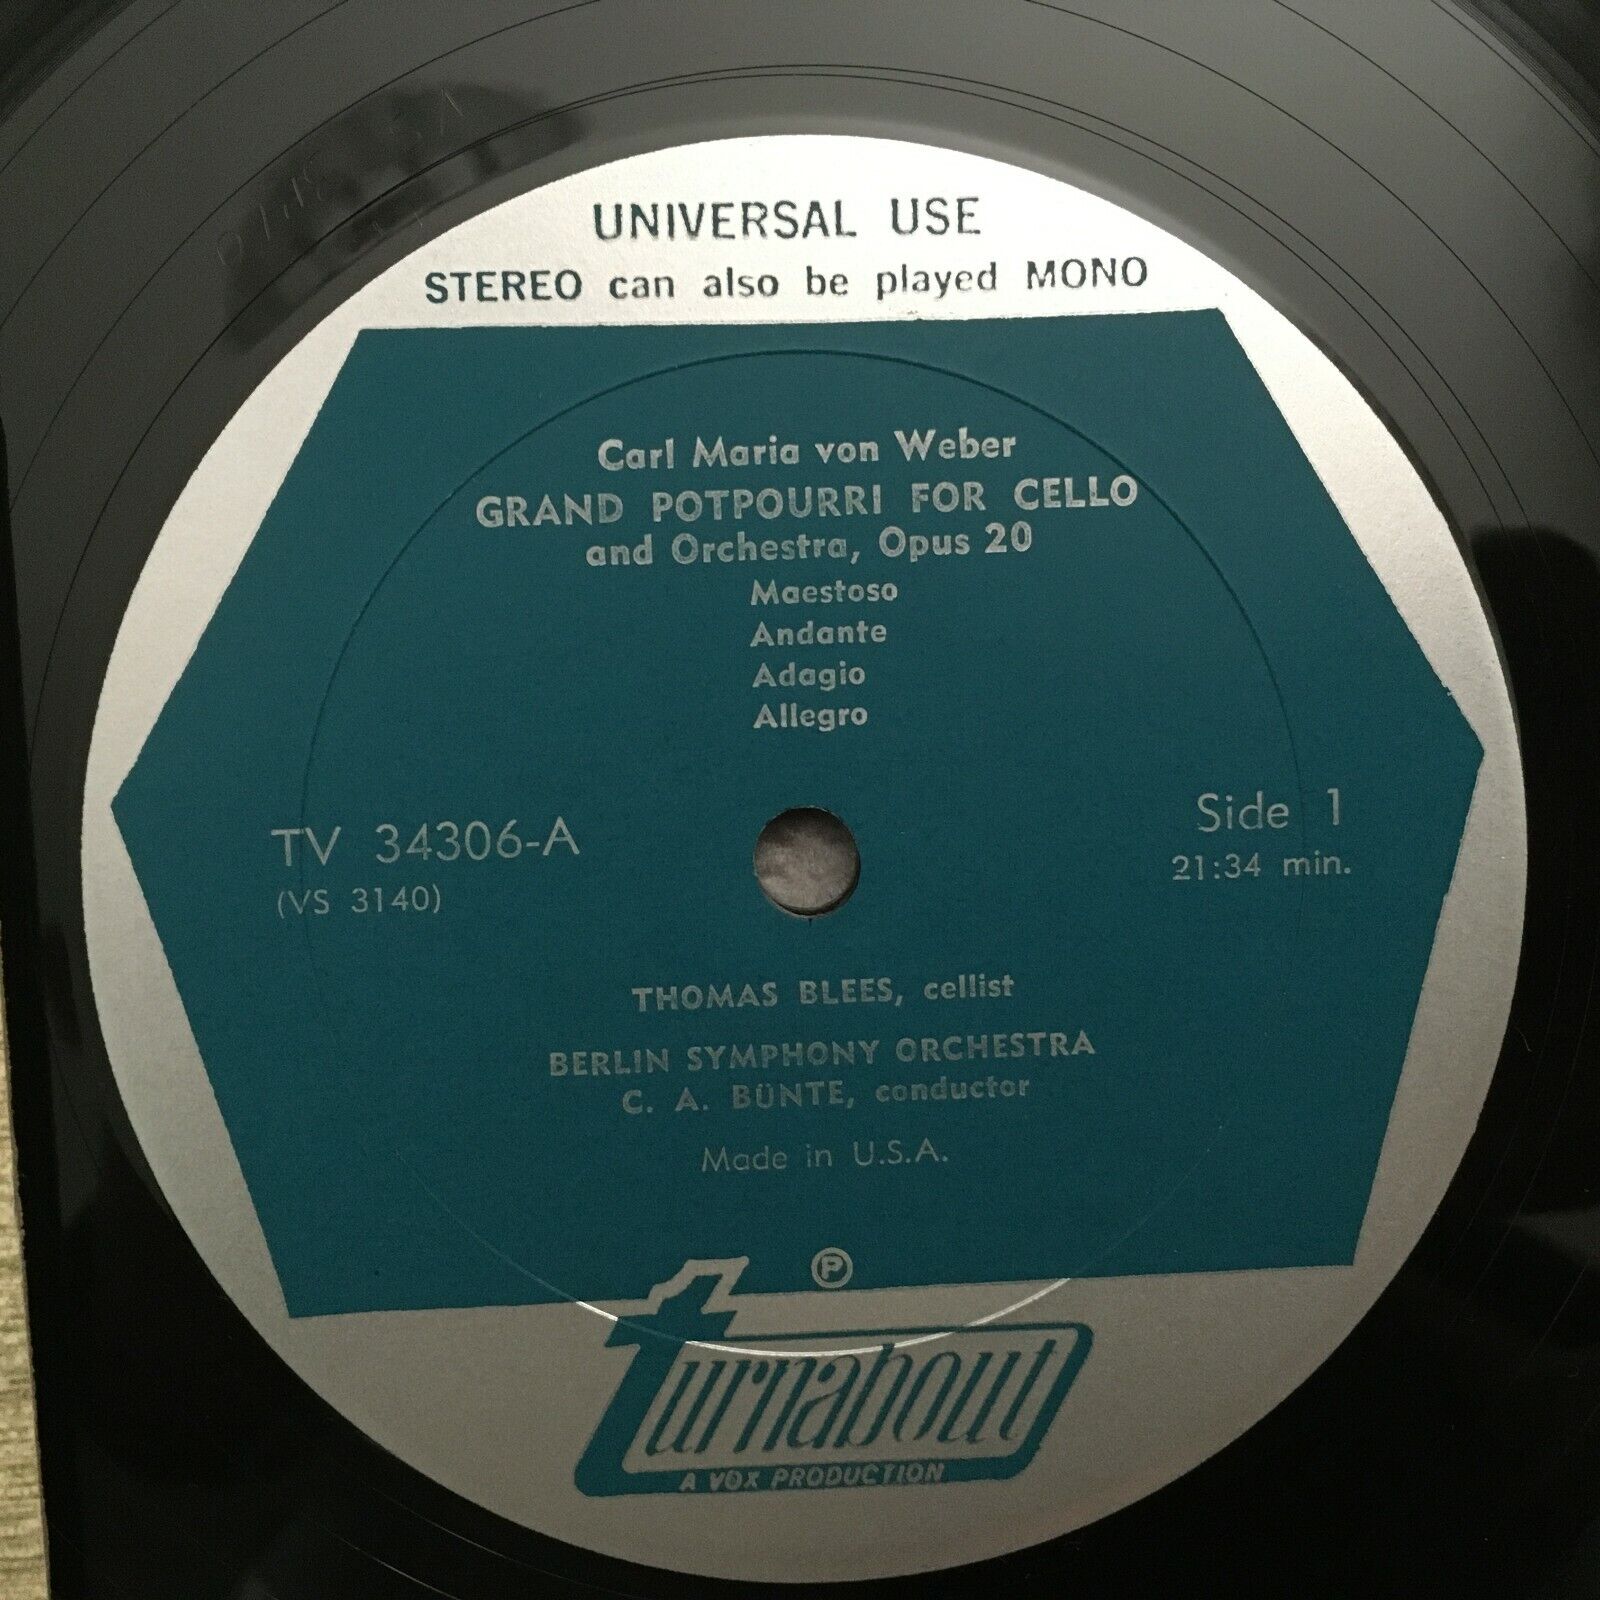 UNIVERSAL USE
STEREO can also be played MONO
Carl Maria von Weber
GRAND POTPOURRI FOR CELLO
and Orchestra, Opus 20
Maestoso
Andante
Adagio
Allegro
TV 34306-A
(VS 3140)
Side 1
21:34 min.
THOMAS BLEES, cellist
BERLIN SYMPHONY ORCHESTRA
C. A. BÜNTE, conductor
Made in U.S.A.
Ⓟ
turnabout
A VOX PRODUCTION